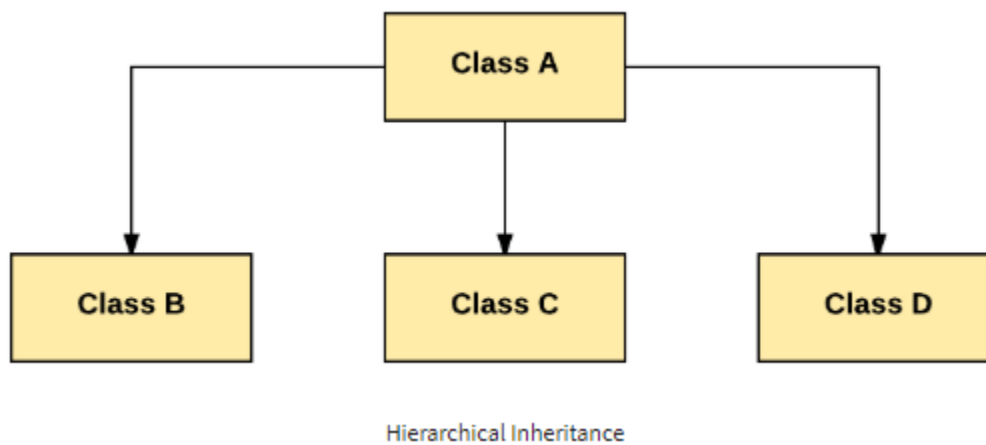 Class A
Class B
Class C
Class D
Hierarchical Inheritance